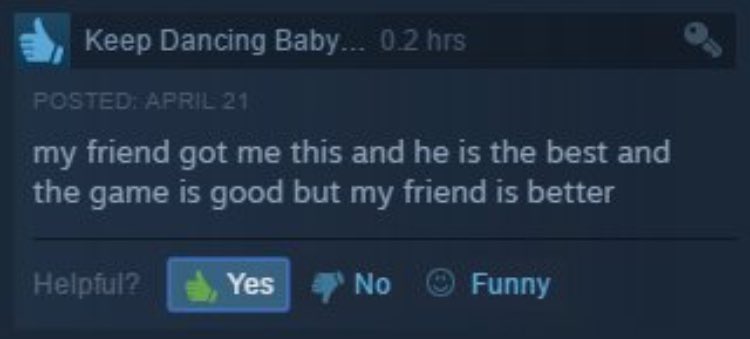 Keep Dancing Baby... 0.2 hrs
POSTED: APRIL 21
my friend got me this and he is the best and
the game is good but my friend is better
Helpful? Yes No Funny